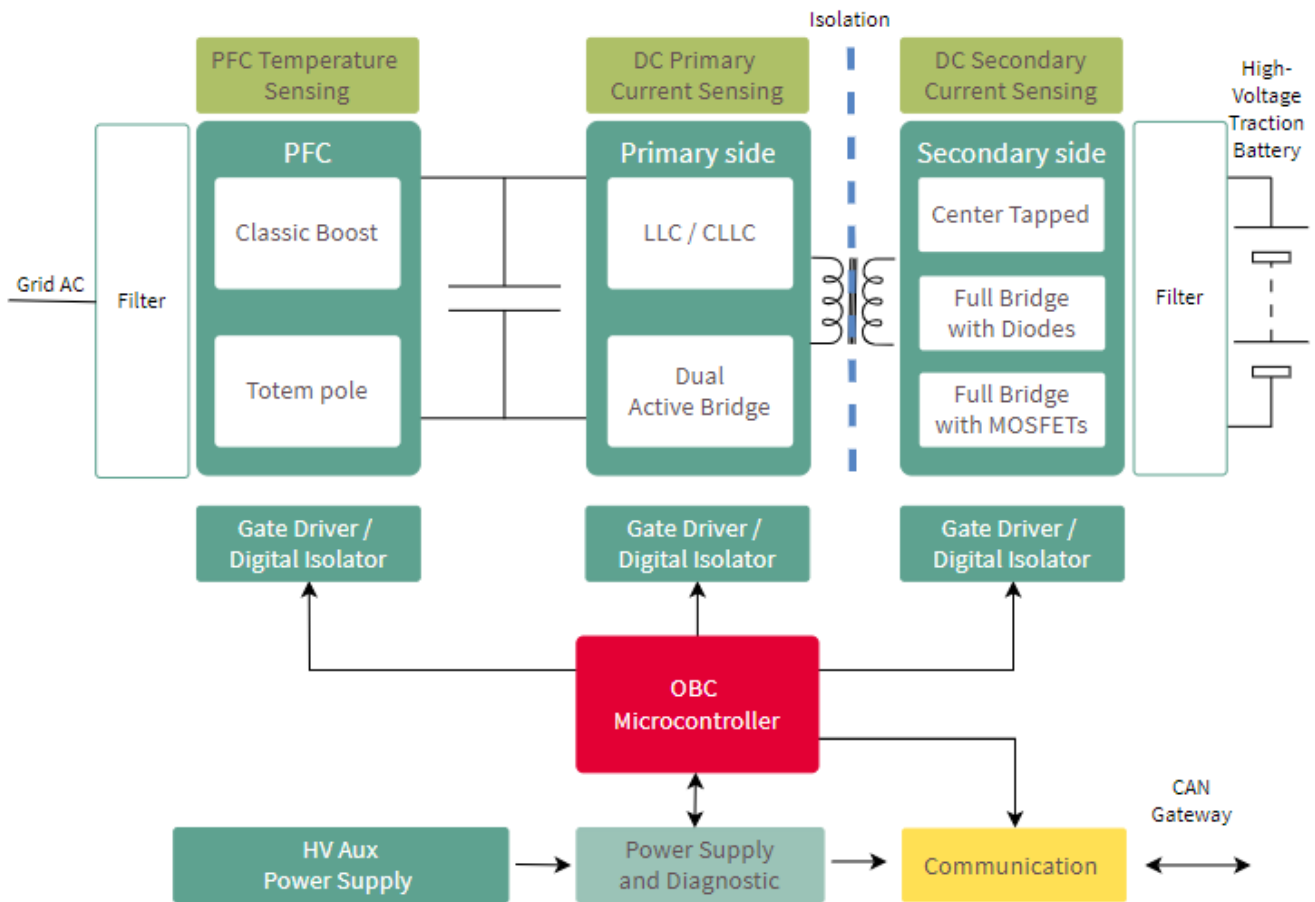 Isolation
PFC Temperature
Sensing
DC Primary
Current Sensing
DC Secondary
Current Sensing
High-
Voltage
Traction
Battery
PFC
Primary side
Secondary side
Classic Boost
LLC / CLLC
Center Tapped
Grid AC
Filter
Full Bridge
with Diodes
Filter
Totem pole
Dual
Active Bridge
Full Bridge
with MOSFETs
Gate Driver /
Digital Isolator
Gate Driver /
Digital Isolator
Gate Driver /
Digital Isolator
OBC
Microcontroller
CAN
Gateway
HV Aux
Power Supply
Power Supply
and Diagnostic
Communication